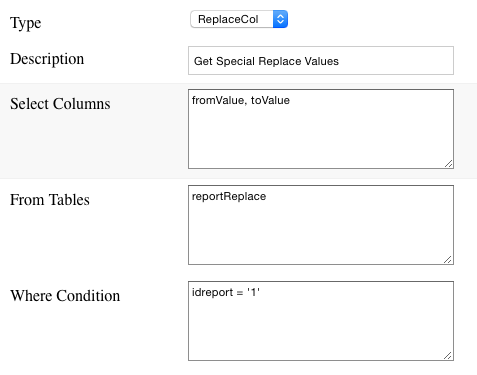 Type
ReplaceCol
Description
Get Special Replace Values
Select Columns
fromValue, toValue
From Tables
reportReplace
Where Condition
idreport = '1'